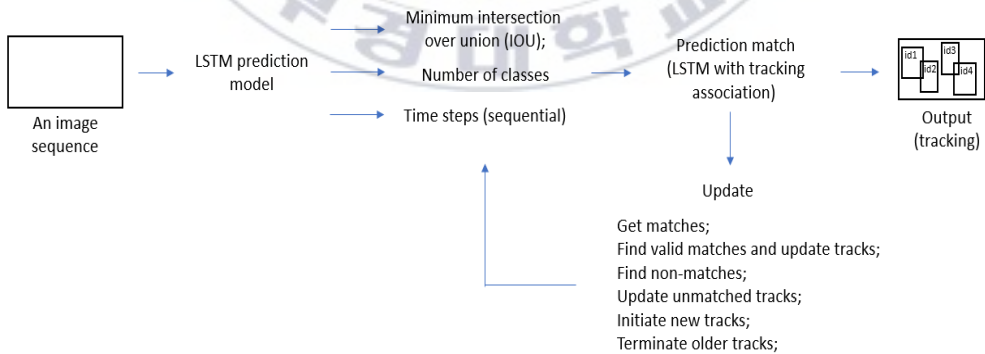 An image
sequence
LSTM prediction
model
Minimum intersection
over union (IOU);
Number of classes
Time steps (sequential)
Prediction match
(LSTM with tracking
association)
id1
id2
id3
id4
Output
(tracking)
Update
Get matches;
Find valid matches and update tracks;
Find non-matches;
Update unmatched tracks;
Initiate new tracks;
Terminate older tracks;